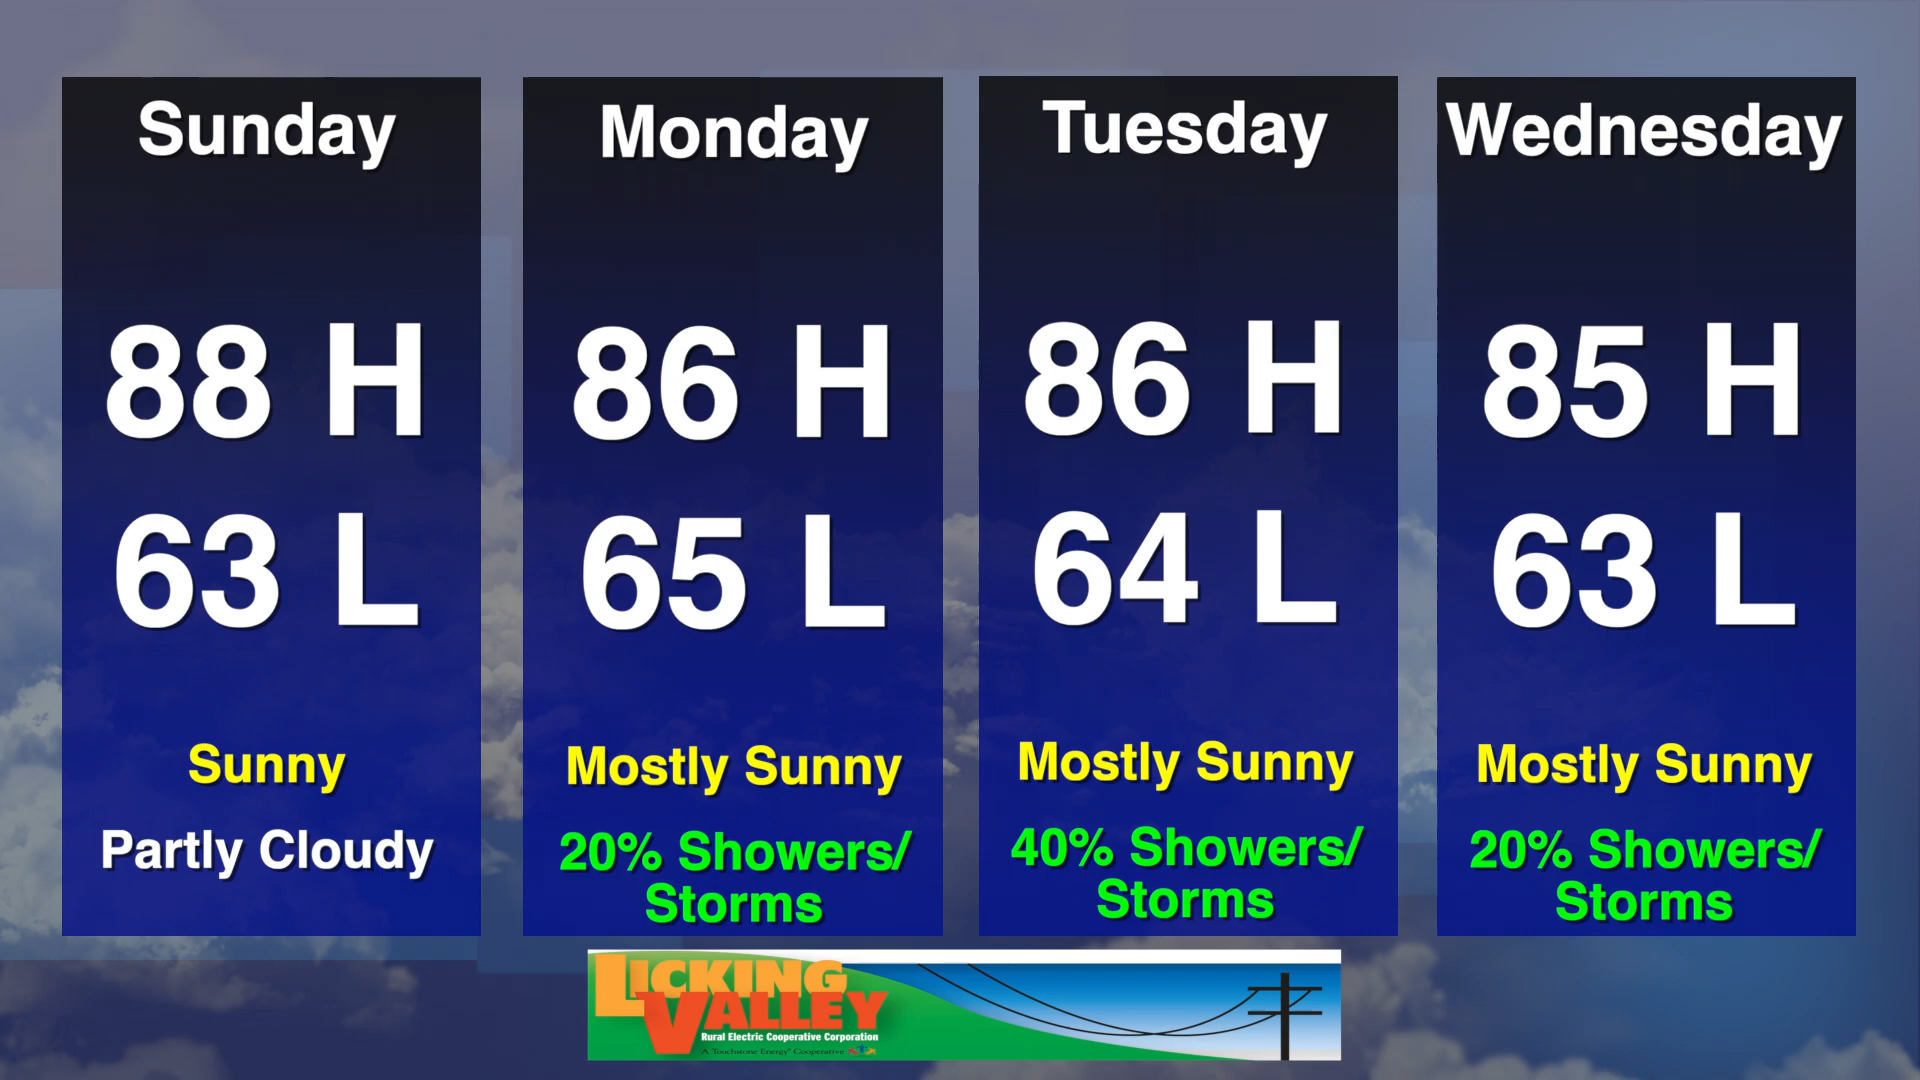 Sunday
88 H
63 L
Sunny
Partly Cloudy
Monday
86 H
65 L
Mostly Sunny
20% Showers/
Storms
Tuesday
86 H
64 L
Mostly Sunny
40% Showers/
Storms
Wednesday
85 H
63 L
Mostly Sunny
20% Showers/
Storms
LICKING
VALLEY
Rural Electric Cooperative Corporation
A Touchstone Energy® Cooperative